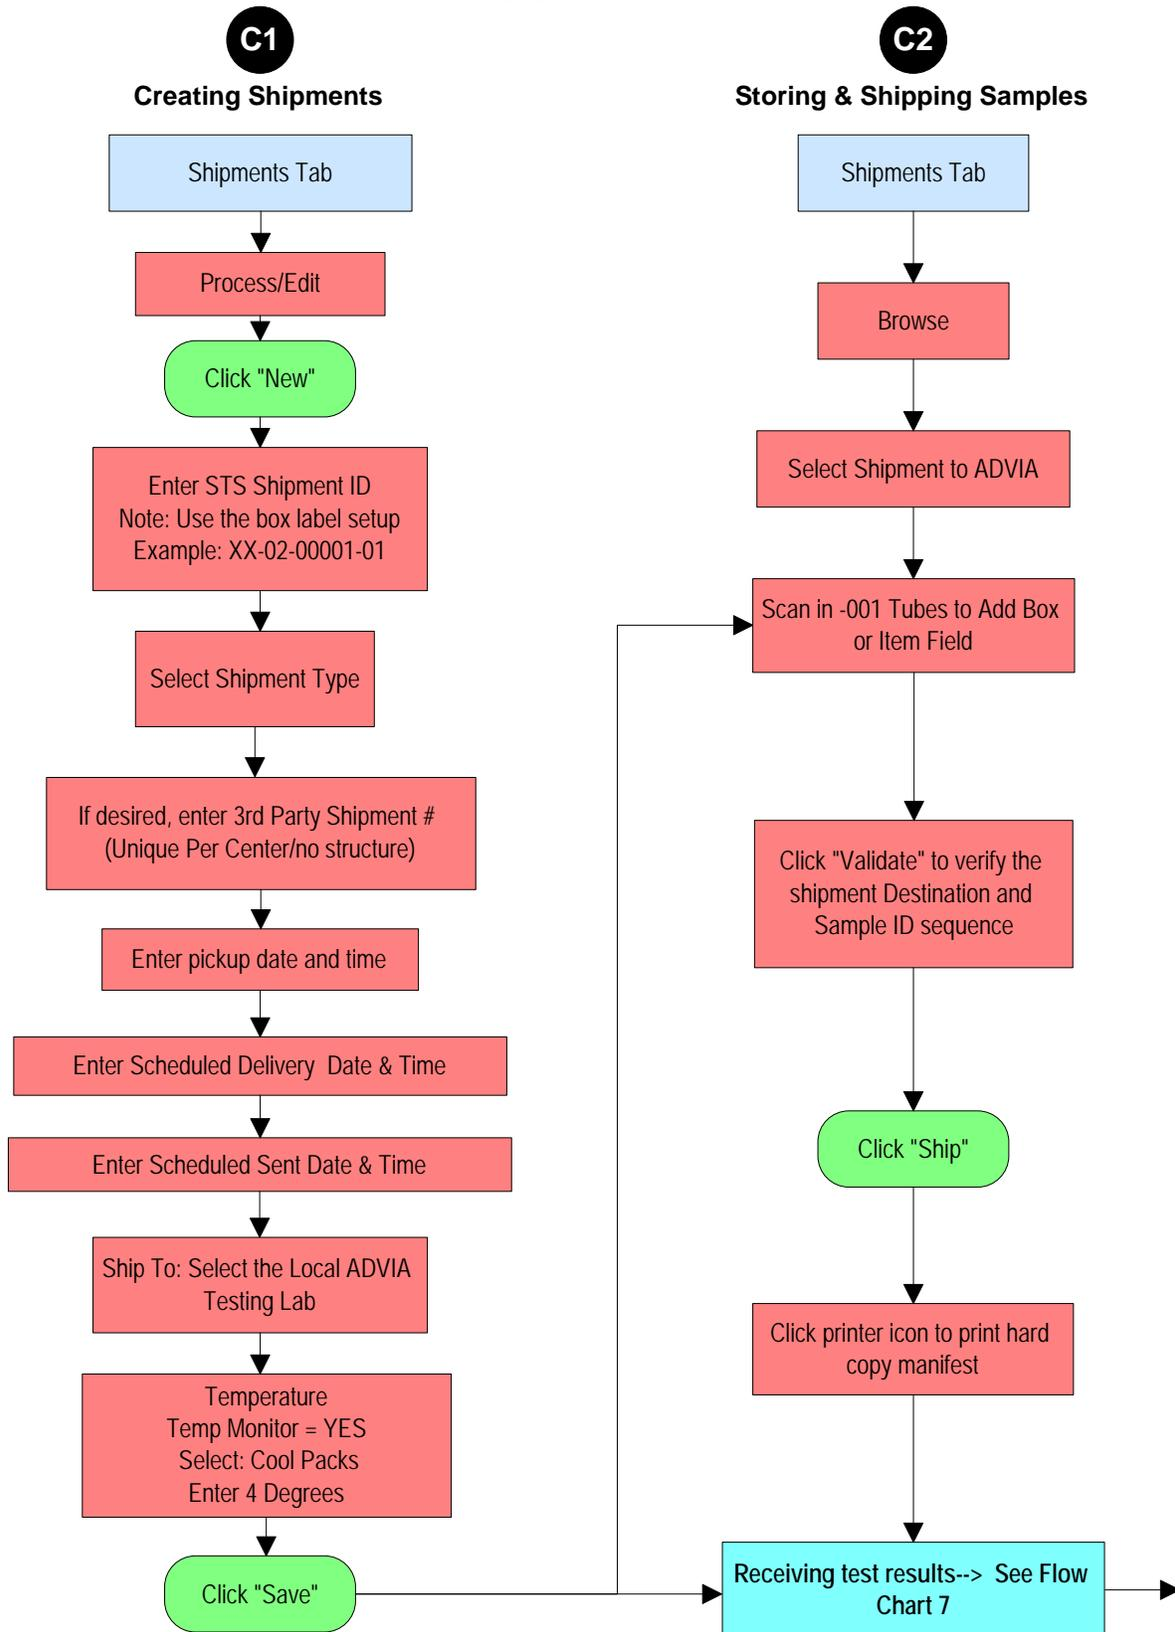 C1
Creating Shipments
Shipments Tab
Process/Edit
Click "New"
Enter STS Shipment ID
Note: Use the box label setup
Example: XX-02-00001-01
Select Shipment Type
If desired, enter 3rd Party Shipment #
(Unique Per Center/no structure)
Enter pickup date and time
Enter Scheduled Delivery  Date & Time
Enter Scheduled Sent Date & Time
Ship To: Select the Local ADVIA
Testing Lab
Temperature
Temp Monitor = YES
Select: Cool Packs
Enter 4 Degrees
Click "Save"
C2
Storing & Shipping Samples
Shipments Tab
Browse
Select Shipment to ADVIA
Scan in -001 Tubes to Add Box
or Item Field
Click "Validate" to verify the
shipment Destination and
Sample ID sequence
Click "Ship"
Click printer icon to print hard
copy manifest
Receiving test results-->  See Flow
Chart 7